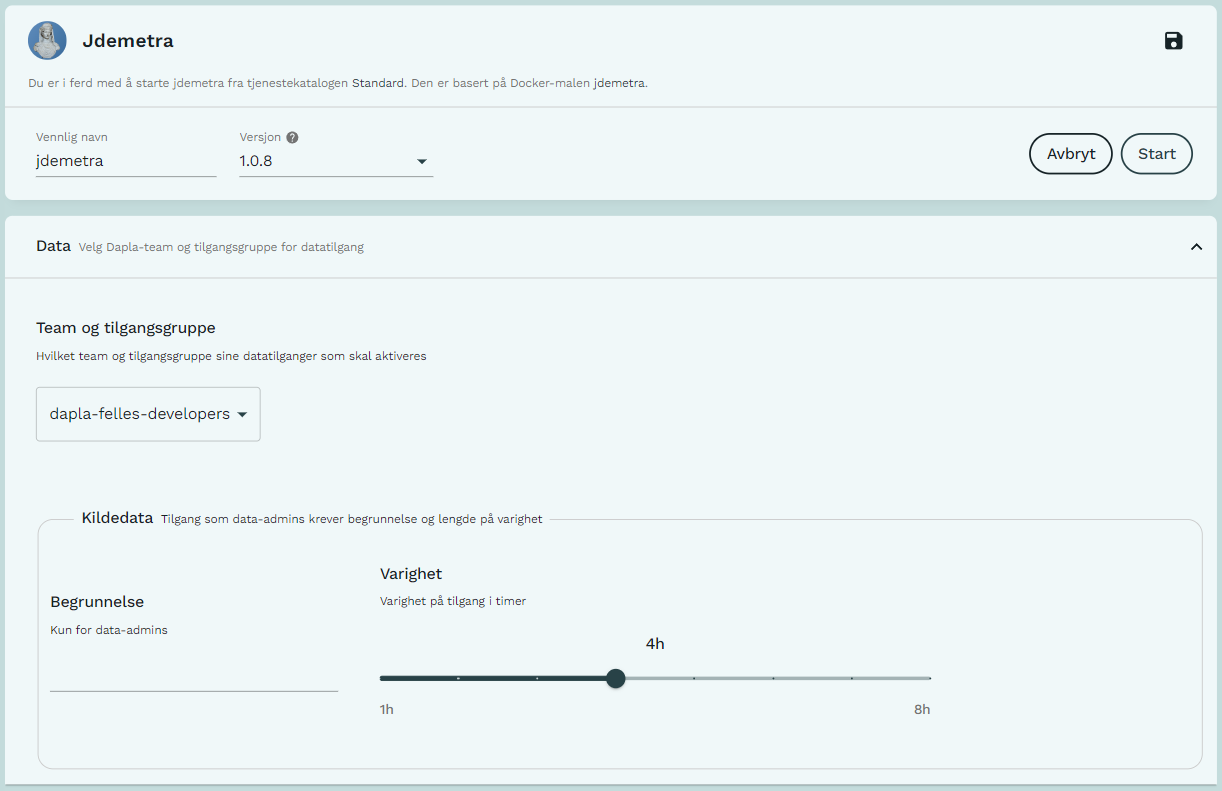 Jdemetra
Du er i ferd med å starte jdemetra fra tjenestekatalogen Standard. Den er basert på Docker-malen jdemetra.
Vennlig navn
jdemetra
Versjon ?
1.0.8
Avbryt
Start
Data Velg Dapla-team og tilgangsgruppe for datatilgang
Team og tilgangsgruppe
Hvilket team og tilgangsgruppe sine datatilganger som skal aktiveres
dapla-felles-developers
Kildedata Tilgang som data-admins krever begrunnelse og lengde på varighet
Begrunnelse
Kun for data-admins
Varighet
Varighet på tilgang i timer
4h
1h
8h